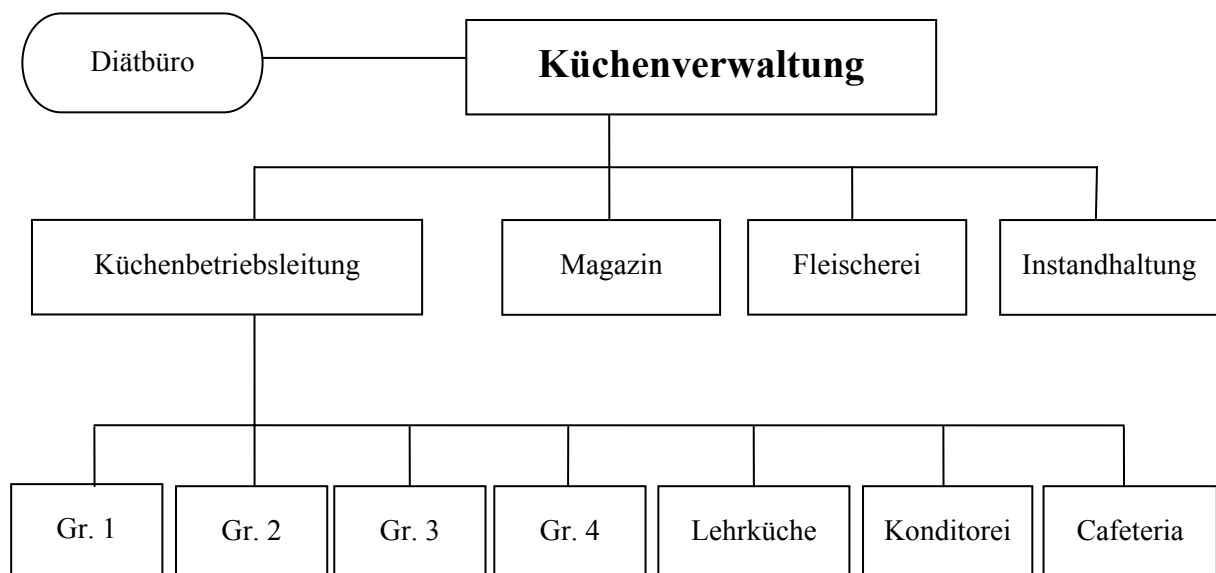 Diätbüro
Küchenverwaltung
Küchenbetriebsleitung
Magazin
Fleischerei
Instandhaltung
Gr. 1
Gr. 2
Gr. 3
Gr. 4
Lehrküche
Konditorei
Cafeteria